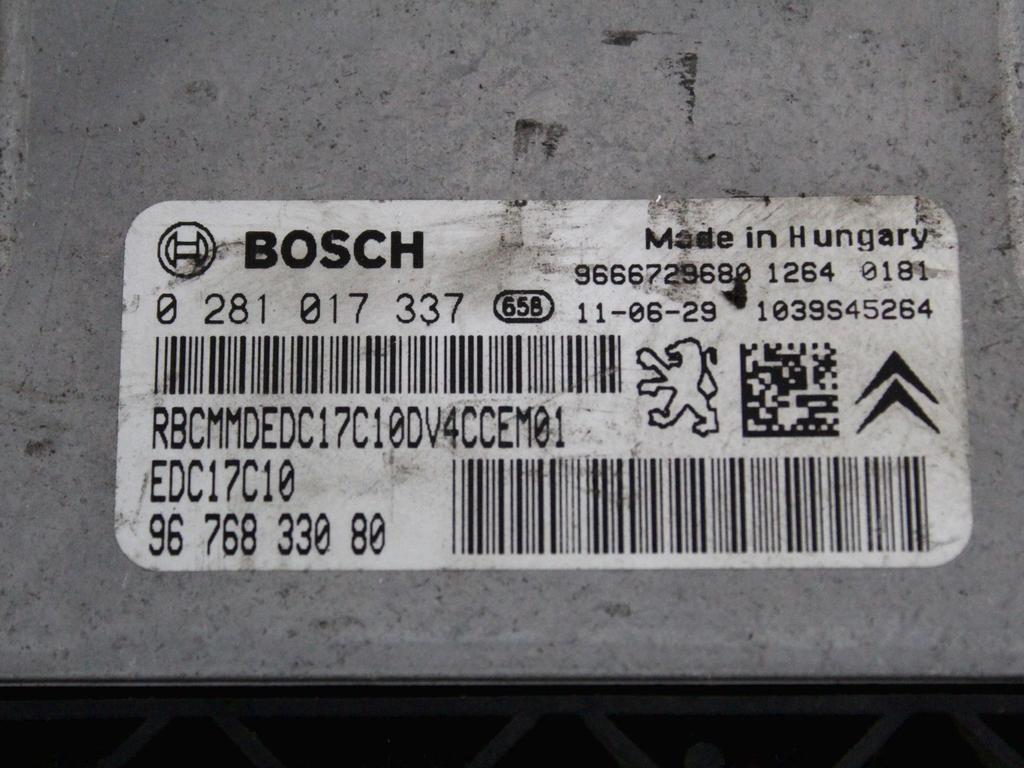 BOSCH
Made in Hungary
9666729680 1264 0181
0 281 017 337 658 11-06-29 1039S45264
RBCMMDEDC17C10DV4CCEM01
EDC17C10
96 768 330 80